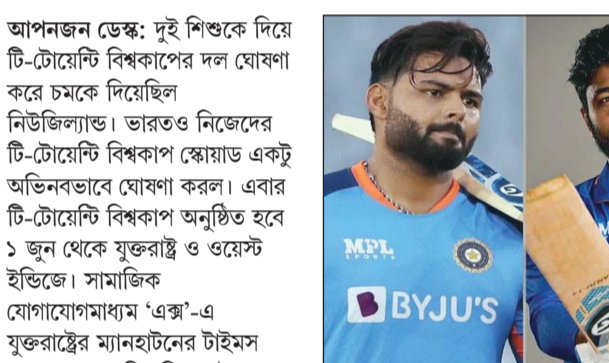 আপনজন ডেস্ক: দুই শিশুকে দিয়ে
টি-টোয়েন্টি বিশ্বকাপের দল ঘোষণা
করে চমকে দিয়েছিল
নিউজিল্যান্ড। ভারতও নিজেদের
টি-টোয়েন্টি বিশ্বকাপ স্কোয়াড একটু
অভিনবভাবে ঘোষণা করল। এবার
টি-টোয়েন্টি বিশ্বকাপ অনুষ্ঠিত হবে
১ জুন থেকে যুক্তরাষ্ট্র ও ওয়েস্ট
ইন্ডিজে। সামাজিক
যোগাযোগমাধ্যম ‘এক্স’-এ
যুক্তরাষ্ট্রের ম্যানহাটনের টাইমস
MPL
SPORTS
BYJU'S